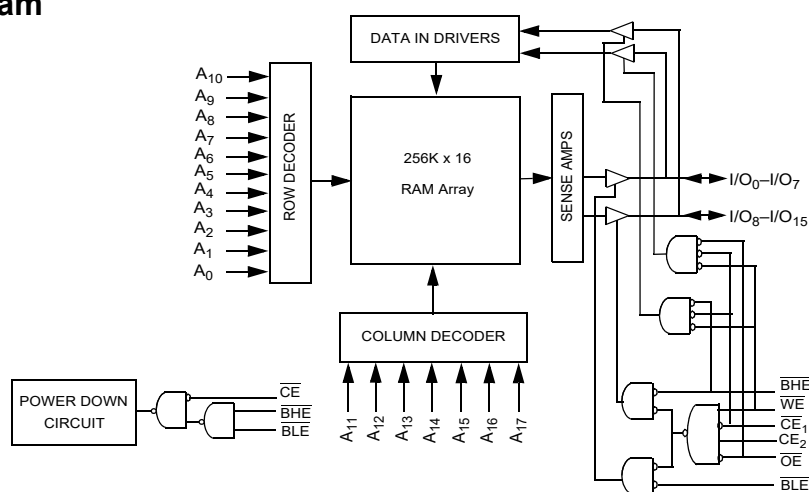 am
DATA IN DRIVERS
A10
A9
A8
A7
A6
A5
A4
A3
A2
A1
A0
ROW DECODER
256K x 16
RAM Array
SENSE AMPS
I/O0–I/O7
I/O8–I/O15
COLUMN DECODER
A11
A12
A13
A14
A15
A16
A17
POWER DOWN
CIRCUIT
CE
BHE
BLE
BHE
WE
CE1
CE2
OE
BLE